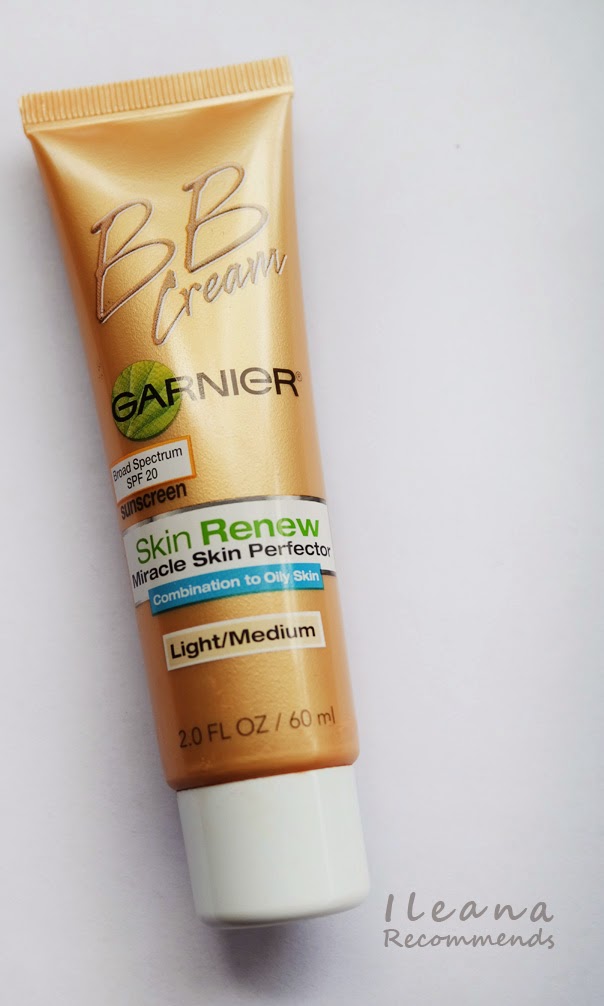 BB
Cream
GARNIER®
Broad Spectrum
SPF 20
sunscreen
Skin Renew
Miracle Skin Perfector
Combination to Oily Skin
Light/Medium
2.0 FL OZ / 60 ml
Ileana
Recommends